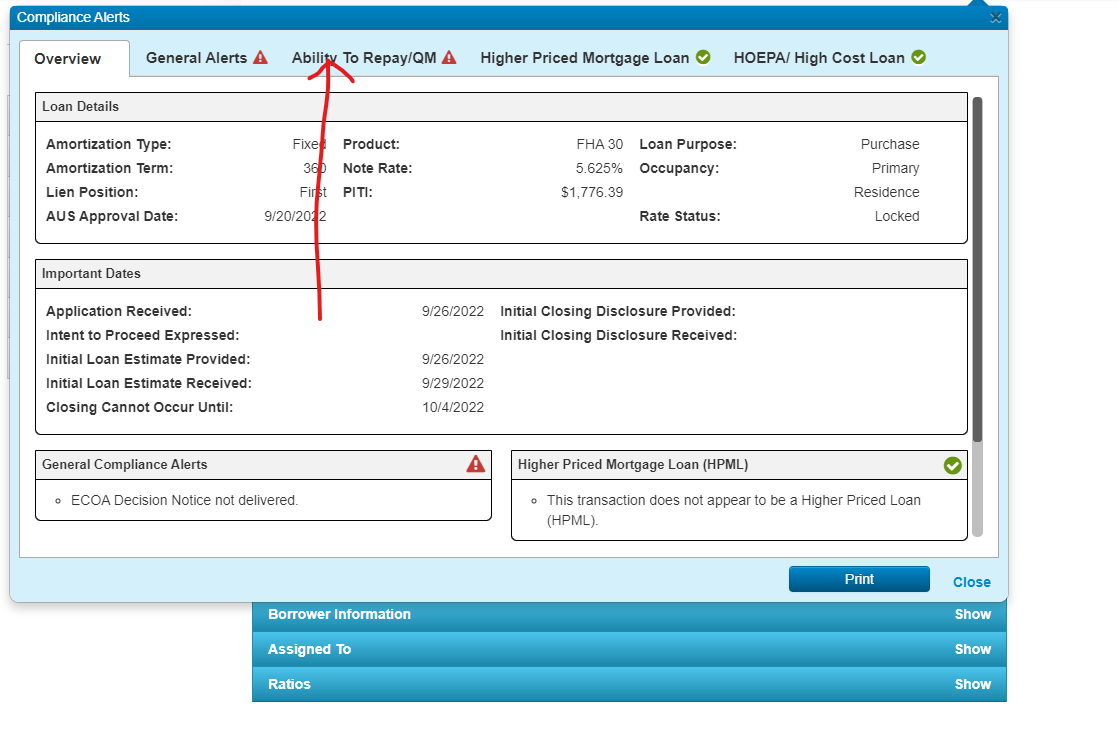 Compliance Alerts
Overview General Alerts Ability To Repay/QM Higher Priced Mortgage Loan HOEPA/ High Cost Loan
Loan Details
Amortization Type: Fixed Product: FHA 30 Loan Purpose: Purchase
Amortization Term: 360 Note Rate: 5.625% Occupancy: Primary
Lien Position: First PITI: $1,776.39 Residence
AUS Approval Date: 9/20/2022 Rate Status: Locked
Important Dates
Application Received: 9/26/2022 Initial Closing Disclosure Provided:
Intent to Proceed Expressed: Initial Closing Disclosure Received:
Initial Loan Estimate Provided: 9/26/2022
Initial Loan Estimate Received: 9/29/2022
Closing Cannot Occur Until: 10/4/2022
General Compliance Alerts
ECOA Decision Notice not delivered.
Higher Priced Mortgage Loan (HPML)
This transaction does not appear to be a Higher Priced Loan
(HPML).
Print Close
Borrower Information Show
Assigned To Show
Ratios Show